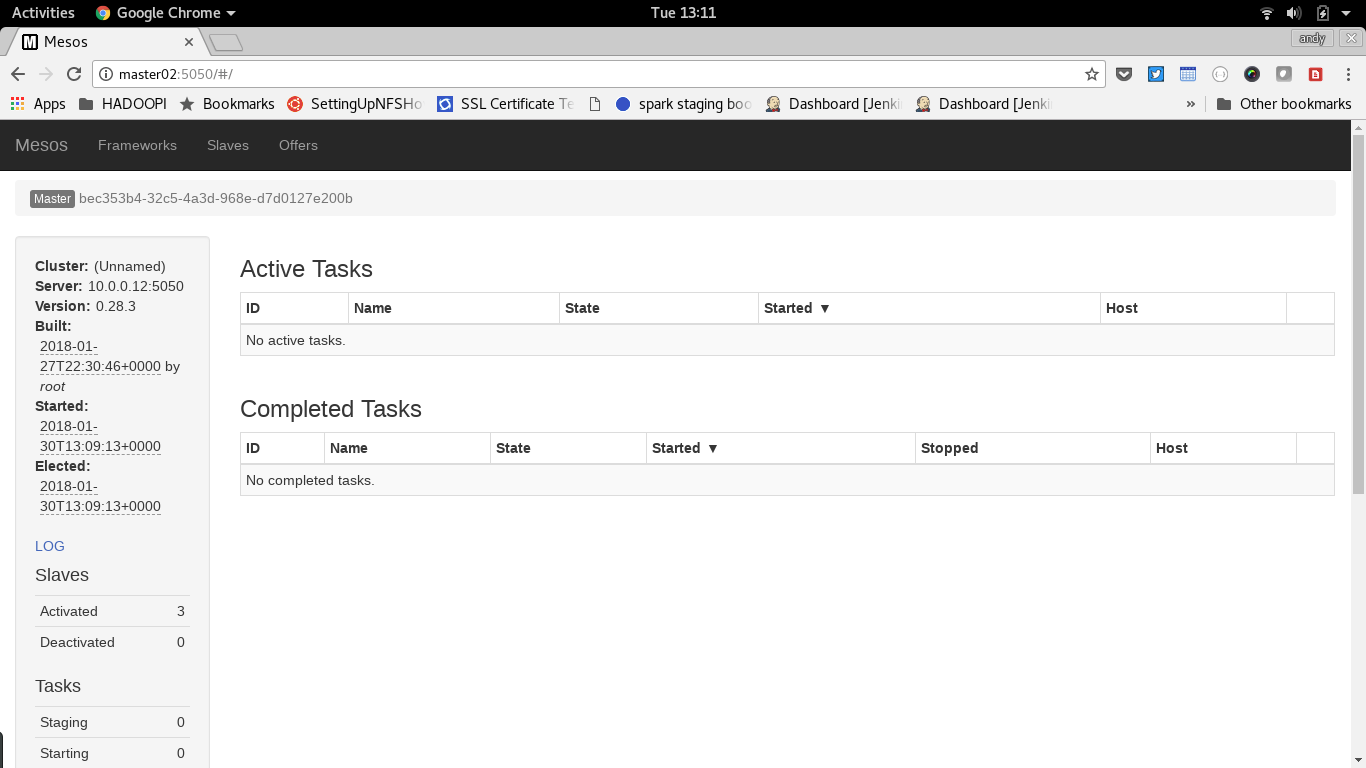 Activities Google Chrome Tue 13:11
Mesos andy
master02:5050/#/
Apps HADOOPI Bookmarks SettingUpNFSHo SSL Certificate Te spark staging boo Dashboard [Jenki Dashboard [Jenki » Other bookmarks
Mesos Frameworks Slaves Offers
Master bec353b4-32c5-4a3d-968e-d7d0127e200b
Cluster: (Unnamed)
Server: 10.0.0.12:5050
Version: 0.28.3
Built:
2018-01-
27T22:30:46+0000 by
root
Started:
2018-01-
30T13:09:13+0000
Elected:
2018-01-
30T13:09:13+0000
LOG
Slaves
Activated 3
Deactivated 0
Tasks
Staging 0
Starting 0
Active Tasks
ID Name State Started ▼ Host
No active tasks.
Completed Tasks
ID Name State Started ▼ Stopped Host
No completed tasks.